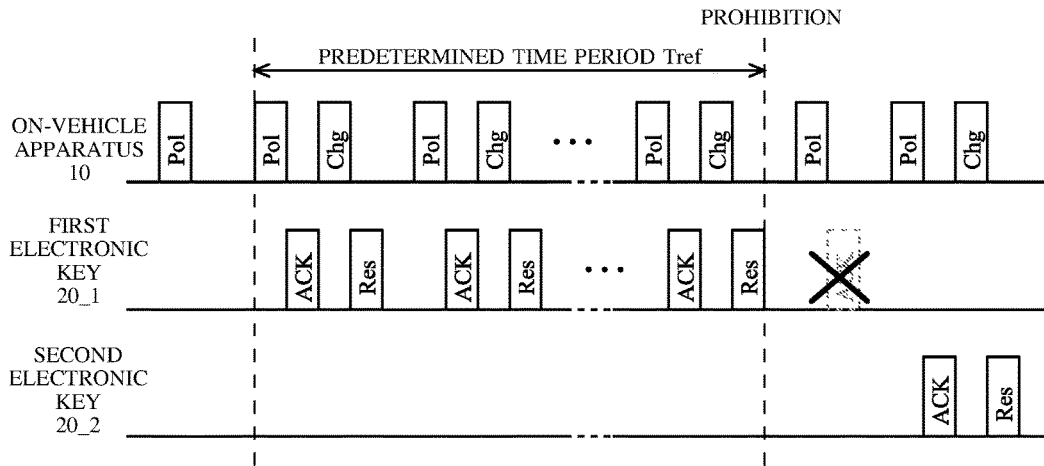 PROHIBITION
PREDETERMINED TIME PERIOD Tref
ON-VEHICLE
APPARATUS
10
Pol
Pol
Chg
Pol
Chg
Pol
Chg
Pol
Pol
Chg
FIRST
ELECTRONIC
KEY
20_1
ACK
Res
ACK
Res
ACK
Res
SECOND
ELECTRONIC
KEY
20_2
ACK
Res